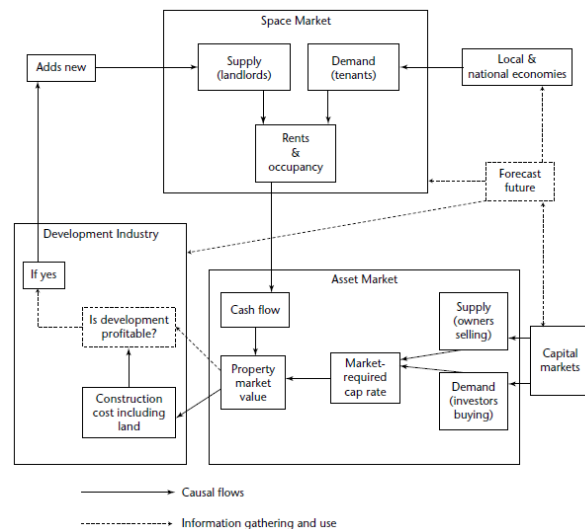 Space Market
Adds new
Supply
(landlords)
Demand
(tenants)
Local &
national economies
Rents
&
occupancy
Forecast
future
Development Industry
If yes
Is development
profitable?
Construction
cost including
land
Asset Market
Cash flow
Property
market
value
Market-
required
cap rate
Supply
(owners
selling)
Demand
(investors
buying)
Capital
markets
Causal flows
Information gathering and use